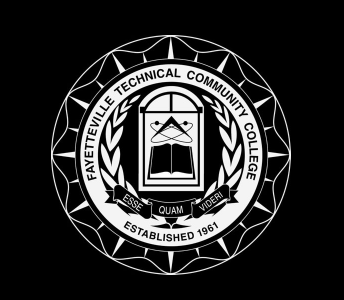 FAYETTEVILLE TECHNICAL COMMUNITY COLLEGE
ESSE QUAM VIDERI
ESTABLISHED 1961